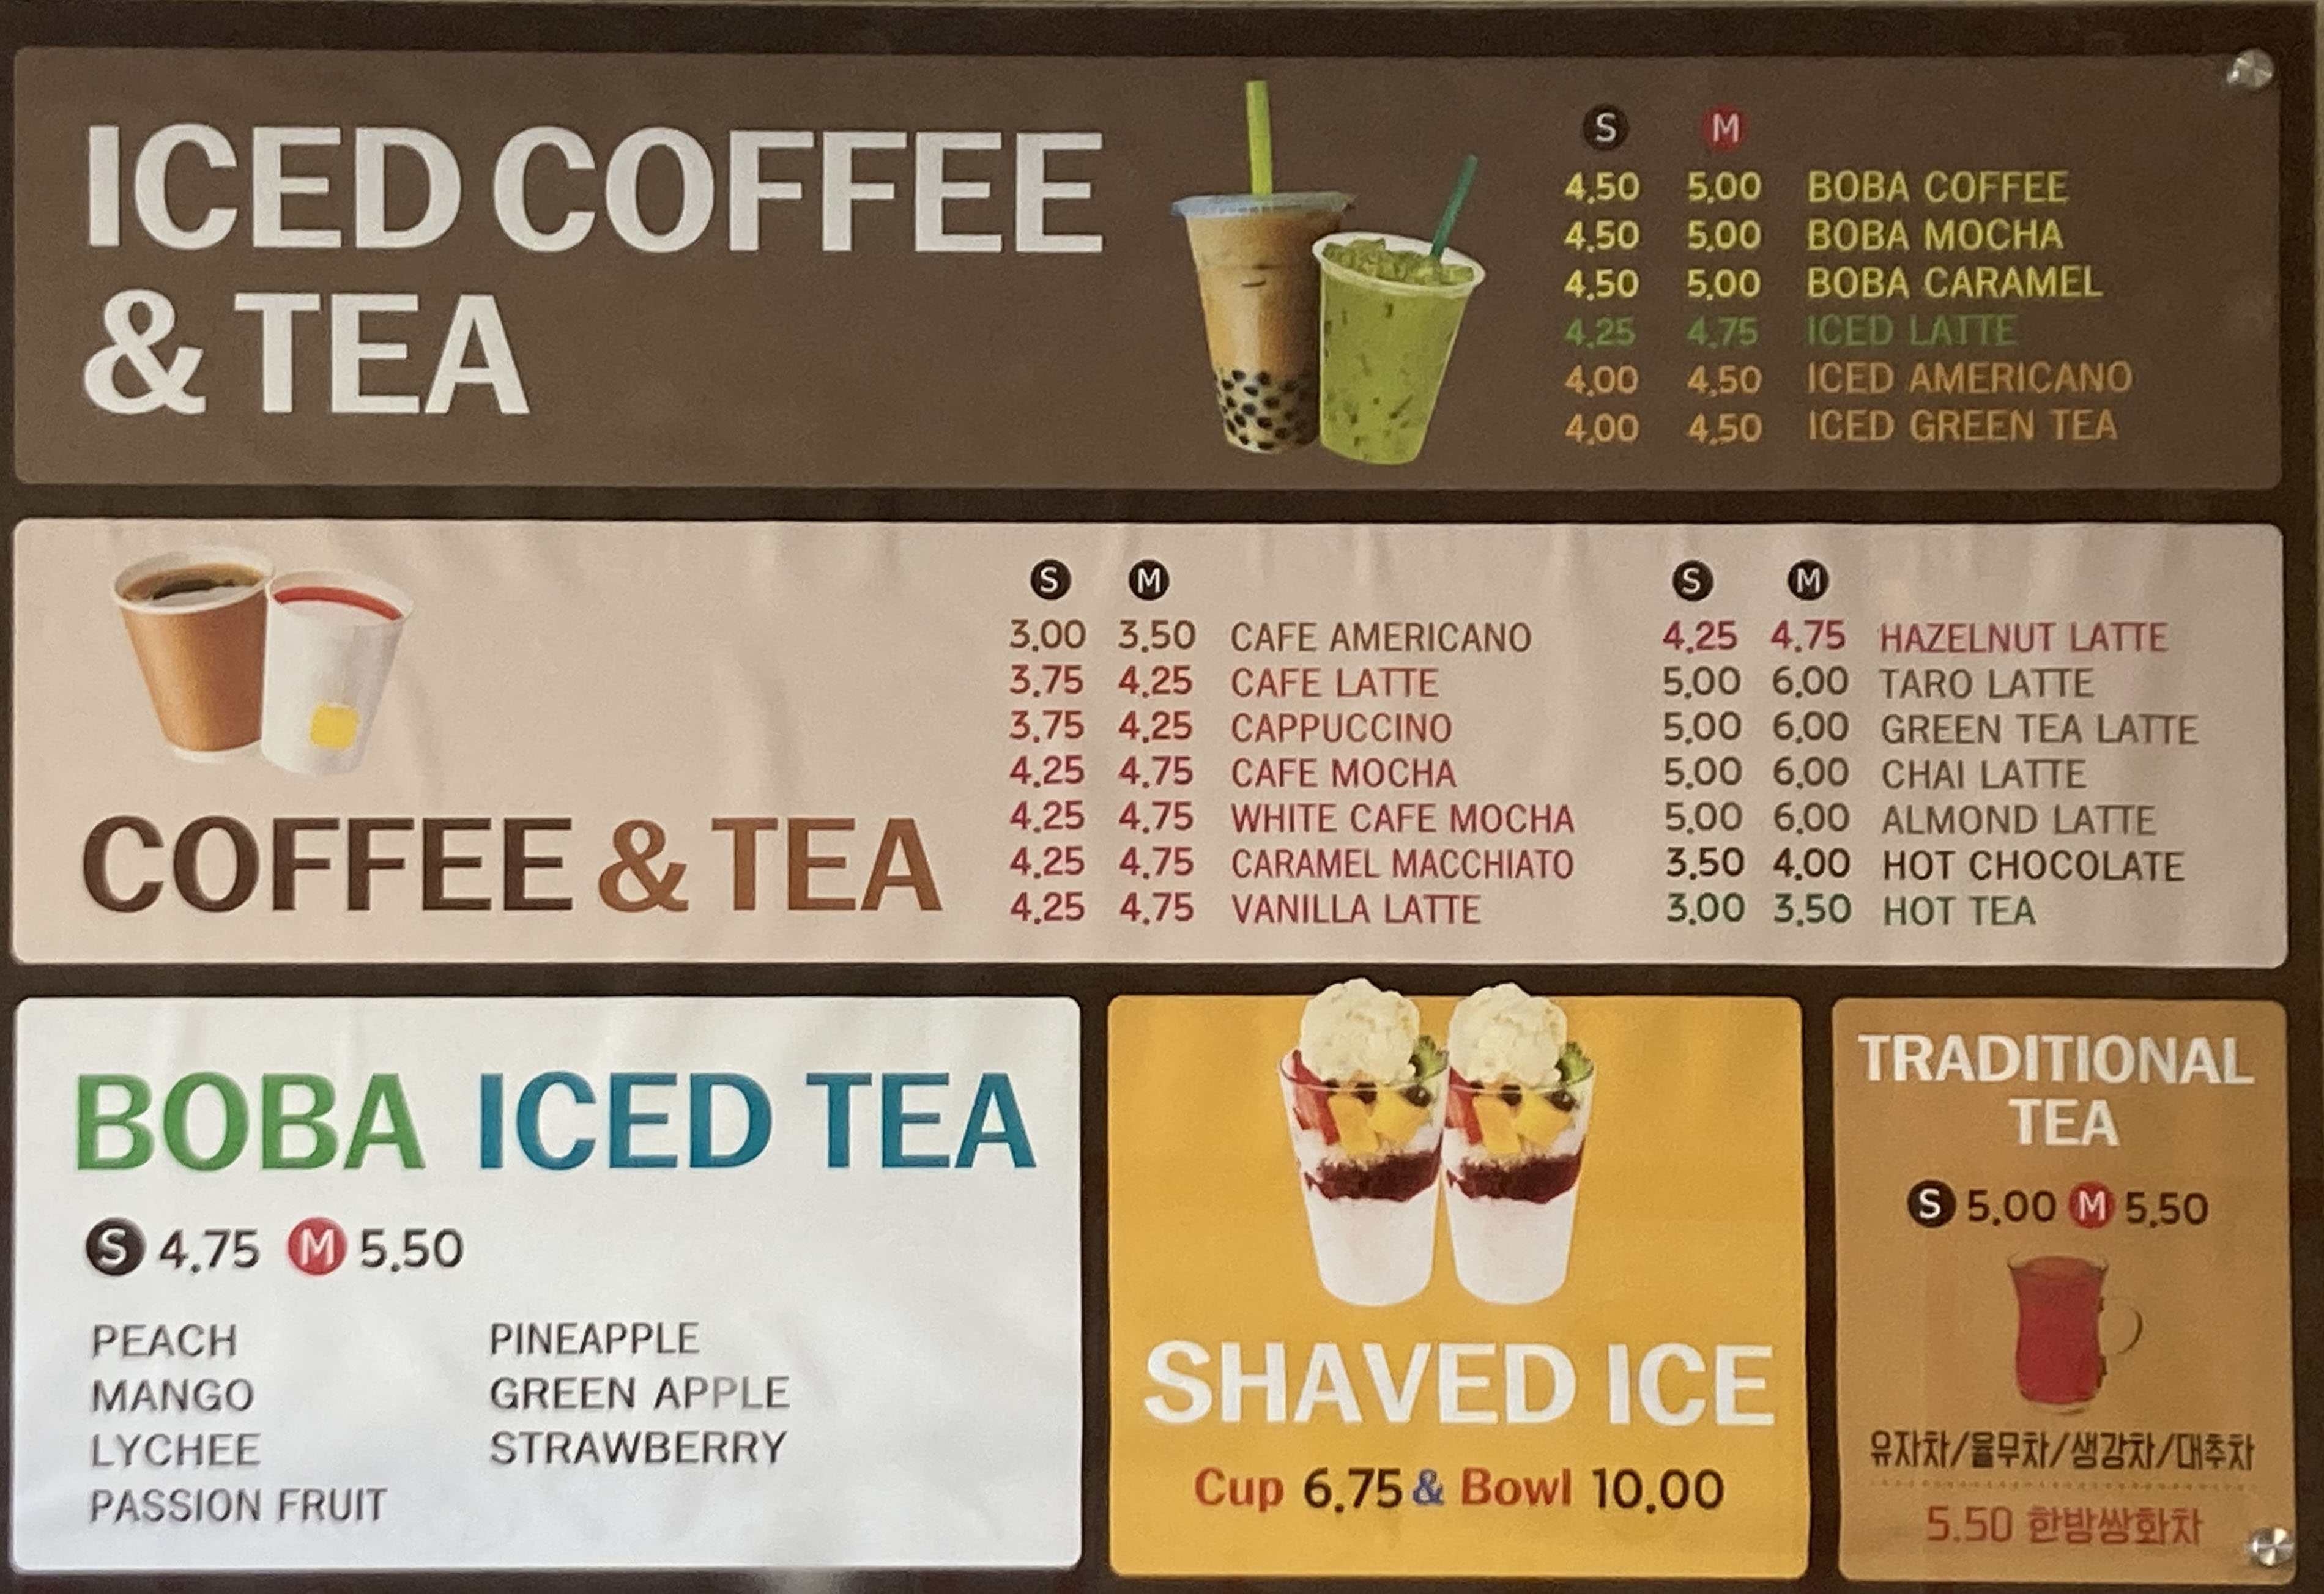 ICED COFFEE
& TEA
S M
4.50 5.00 BOBA COFFEE
4.50 5.00 BOBA MOCHA
4.50 5.00 BOBA CARAMEL
4.25 4.75 ICED LATTE
4.00 4.50 ICED AMERICANO
4.00 4.50 ICED GREEN TEA
COFFEE & TEA
S M
3.00 3.50 CAFE AMERICANO
3.75 4.25 CAFE LATTE
3.75 4.25 CAPPUCCINO
4.25 4.75 CAFE MOCHA
4.25 4.75 WHITE CAFE MOCHA
4.25 4.75 CARAMEL MACCHIATO
4.25 4.75 VANILLA LATTE
S M
4.25 4.75 HAZELNUT LATTE
5.00 6.00 TARO LATTE
5.00 6.00 GREEN TEA LATTE
5.00 6.00 CHAI LATTE
5.00 6.00 ALMOND LATTE
3.50 4.00 HOT CHOCOLATE
3.00 3.50 HOT TEA
BOBA ICED TEA
S 4.75 M 5.50
PEACH
MANGO
LYCHEE
PASSION FRUIT
PINEAPPLE
GREEN APPLE
STRAWBERRY
SHAVED ICE
Cup 6.75 & Bowl 10.00
TRADITIONAL
TEA
S 5.00 M 5.50
유자차/율무차/생강차/대추차
5.50 한방쌍화차